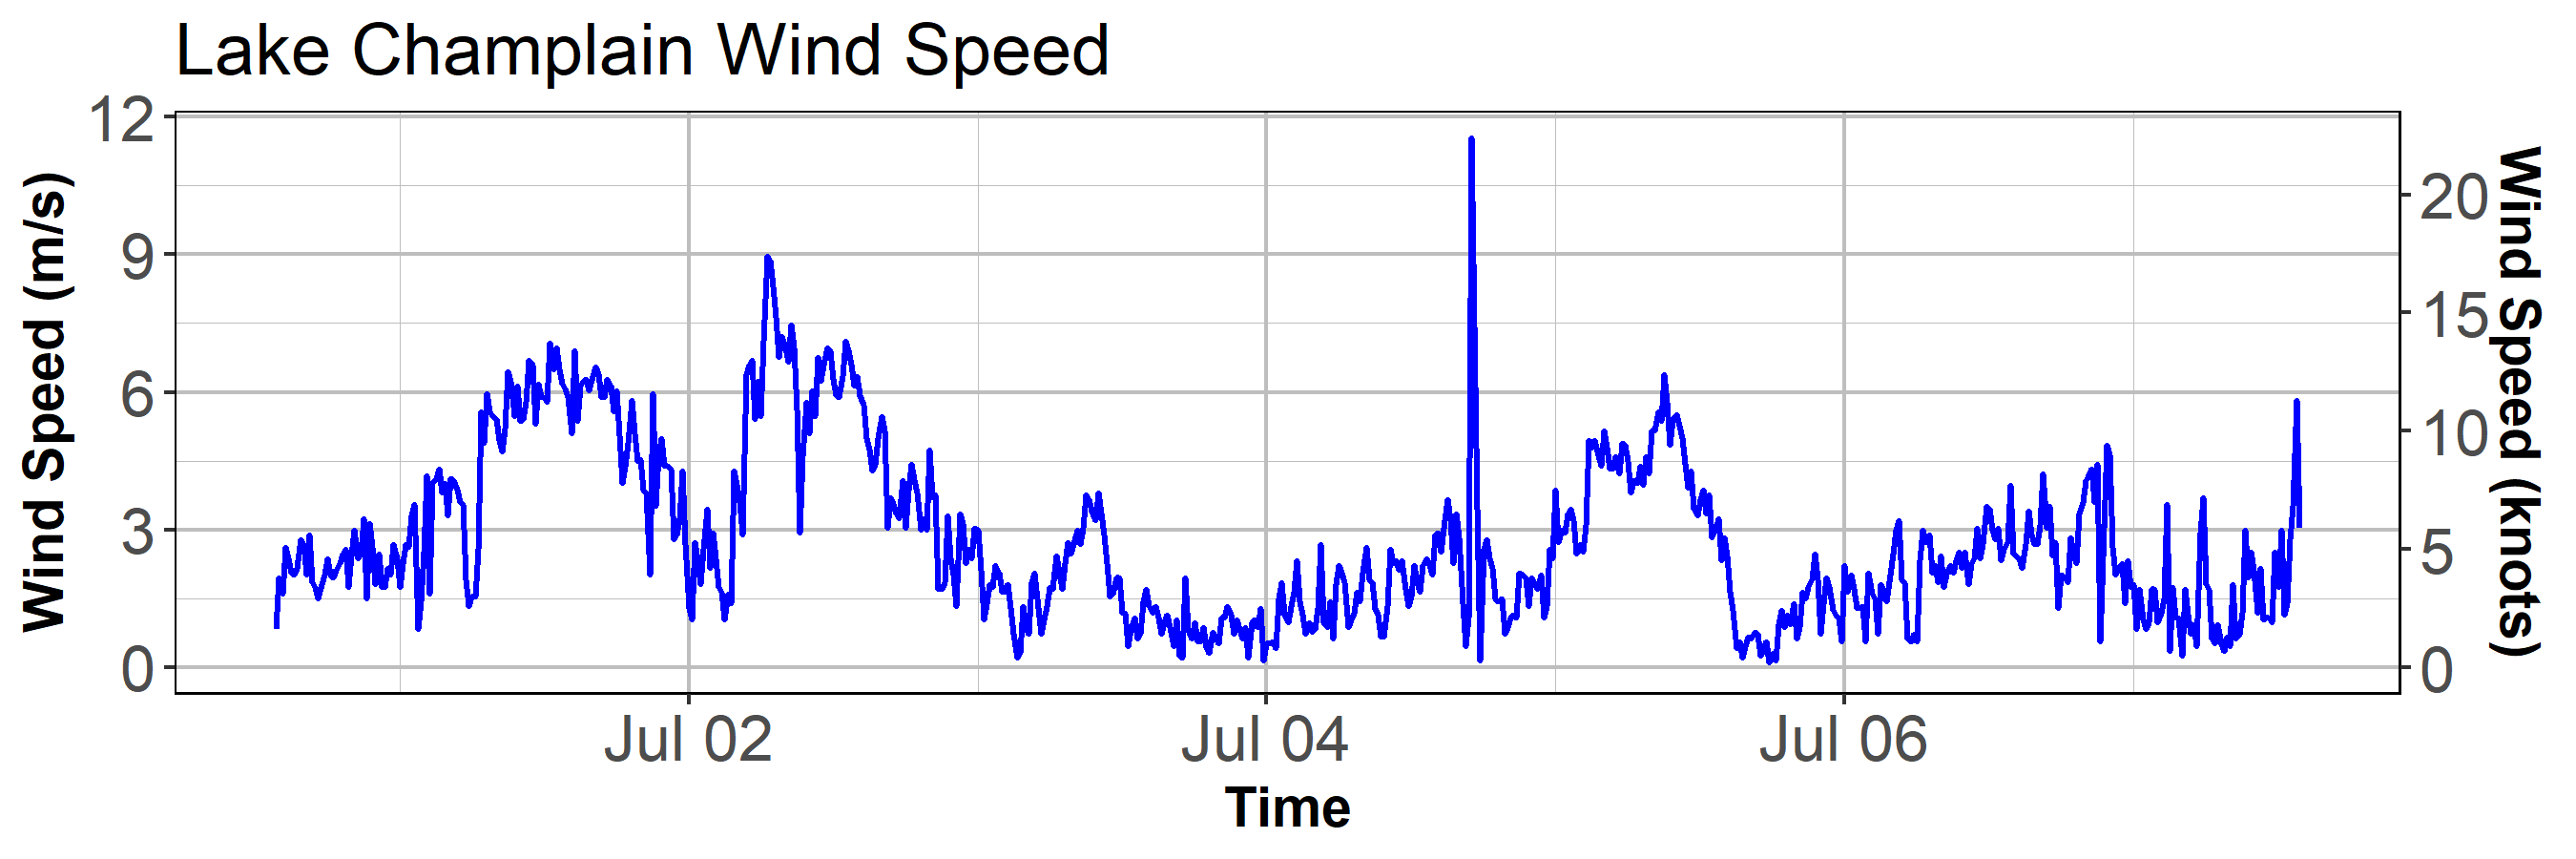 Lake Champlain Wind Speed
12
9
6
3
0
Wind Speed (m/s)
20
15
10
5
0
Wind Speed (knots)
Jul 02
Jul 04
Jul 06
Time